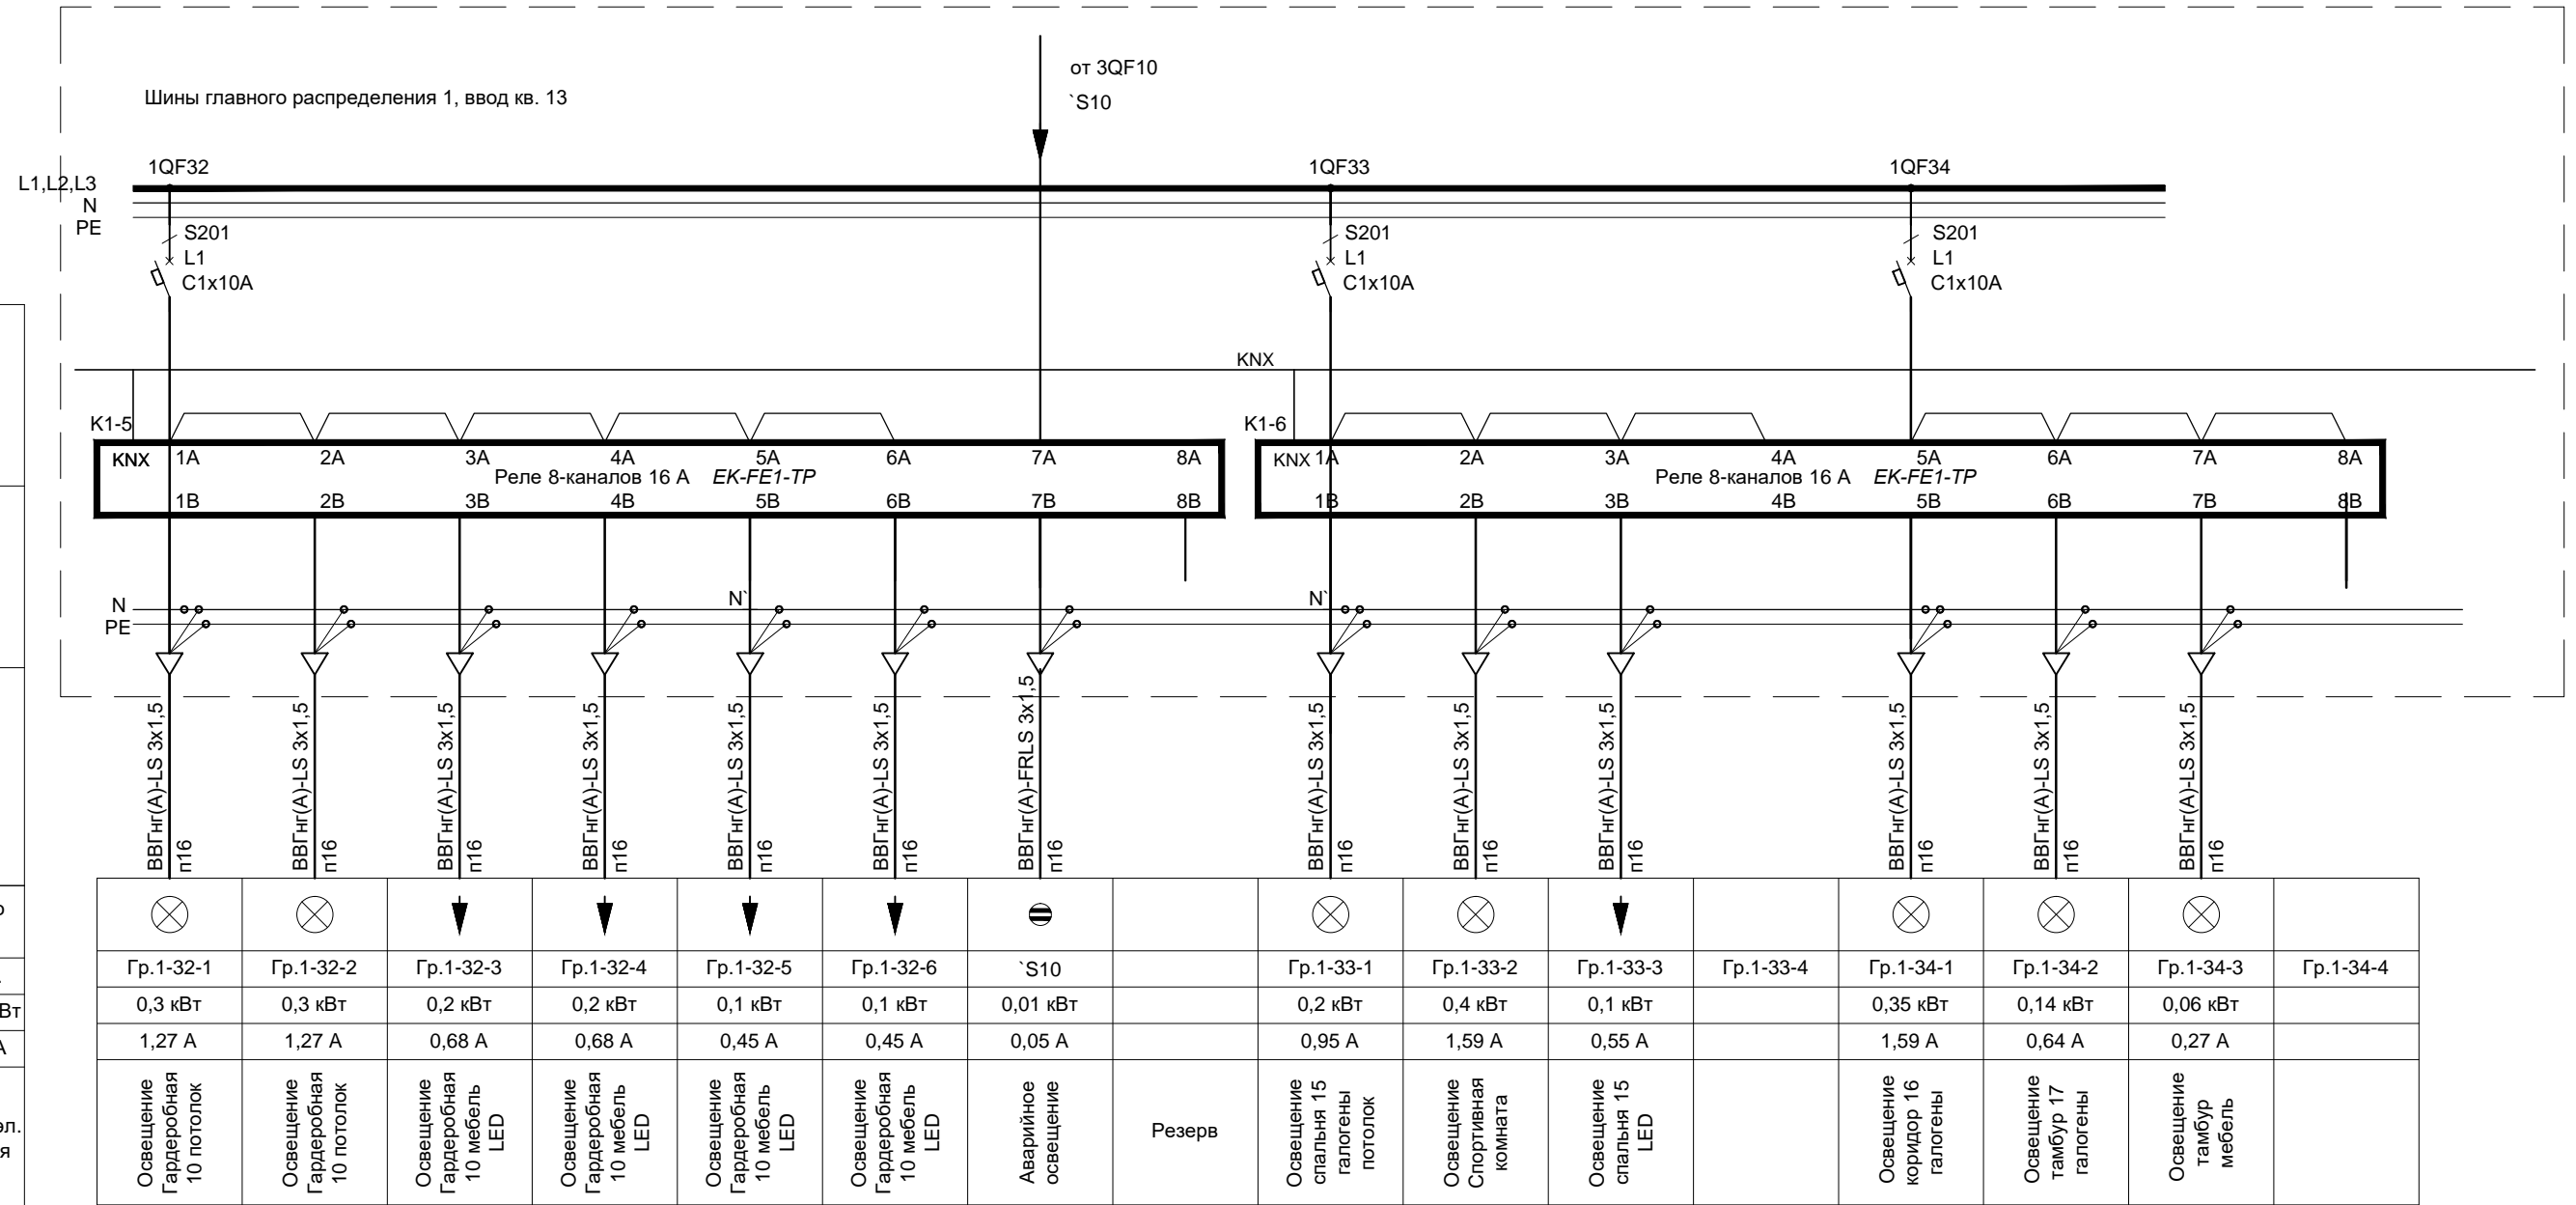 от 3QF10
`S10
Шины главного распределения 1, ввод кв. 13
1QF32 1QF33 1QF34
L1,L2,L3
N
PE
S201 S201 S201
L1 L1 L1
C1x10A C1x10A C1x10A
KNX
K1-5 K1-6
KNX 1A 2A 3A 4A 5A 6A 7A 8A KNX 1A 2A 3A 4A 5A 6A 7A 8A
Реле 8-каналов 16 А EK-FE1-TP Реле 8-каналов 16 А EK-FE1-TP
1B 2B 3B 4B 5B 6B 7B 8B 1B 2B 3B 4B 5B 6B 7B 8B
N N` N`
PE
ВВГнг(А)-LS 3x1,5
п16
ВВГнг(А)-LS 3x1,5
п16
ВВГнг(А)-LS 3x1,5
п16
ВВГнг(А)-LS 3x1,5
п16
ВВГнг(А)-LS 3x1,5
п16
ВВГнг(А)-LS 3x1,5
п16
ВВГнг(А)-FRLS 3x1,5
п16
ВВГнг(А)-LS 3x1,5
п16
ВВГнг(А)-LS 3x1,5
п16
ВВГнг(А)-LS 3x1,5
п16
ВВГнг(А)-LS 3x1,5
п16
ВВГнг(А)-LS 3x1,5
п16
ВВГнг(А)-LS 3x1,5
п16
Гр.1-32-1 Гр.1-32-2 Гр.1-32-3 Гр.1-32-4 Гр.1-32-5 Гр.1-32-6 `S10 Гр.1-33-1 Гр.1-33-2 Гр.1-33-3 Гр.1-33-4 Гр.1-34-1 Гр.1-34-2 Гр.1-34-3 Гр.1-34-4
0,3 кВт 0,3 кВт 0,2 кВт 0,2 кВт 0,1 кВт 0,1 кВт 0,01 кВт 0,2 кВт 0,4 кВт 0,1 кВт 0,35 кВт 0,14 кВт 0,06 кВт
1,27 А 1,27 А 0,68 А 0,68 А 0,45 А 0,45 А 0,05 А 0,95 А 1,59 А 0,55 А 1,59 А 0,64 А 0,27 А
Освещение
Гардеробная
10 потолок
Освещение
Гардеробная
10 потолок
Освещение
Гардеробная
10 мебель
LED
Освещение
Гардеробная
10 мебель
LED
Освещение
Гардеробная
10 мебель
LED
Освещение
Гардеробная
10 мебель
LED
Аварийное
освещение
Резерв
Освещение
спальня 15
галогены
потолок
Освещение
Спортивная
комната
Освещение
спальня 15
LED
Освещение
коридор 16
галогены
Освещение
тамбур 17
галогены
Освещение
тамбур
мебель